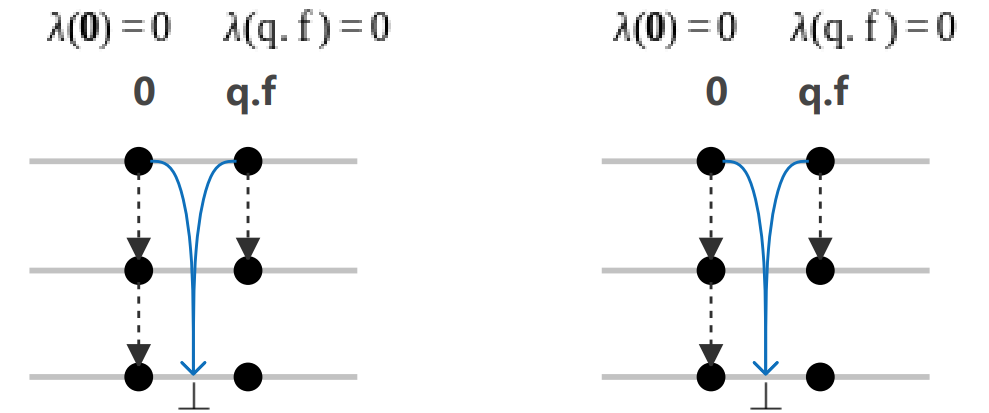 λ(0) = 0 λ(q. f ) = 0 λ(0) = 0 λ(q. f ) = 0
0 q.f 0 q.f
⊥ ⊥